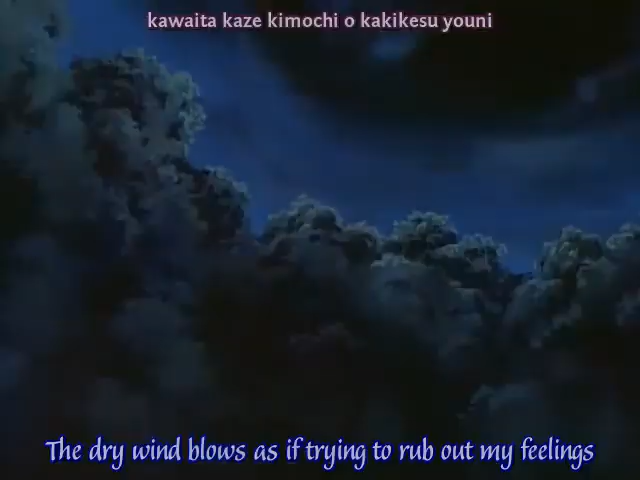 kawaita kaze kimochi o kakikesu youni
The dry wind blows as if trying to rub out my feelings